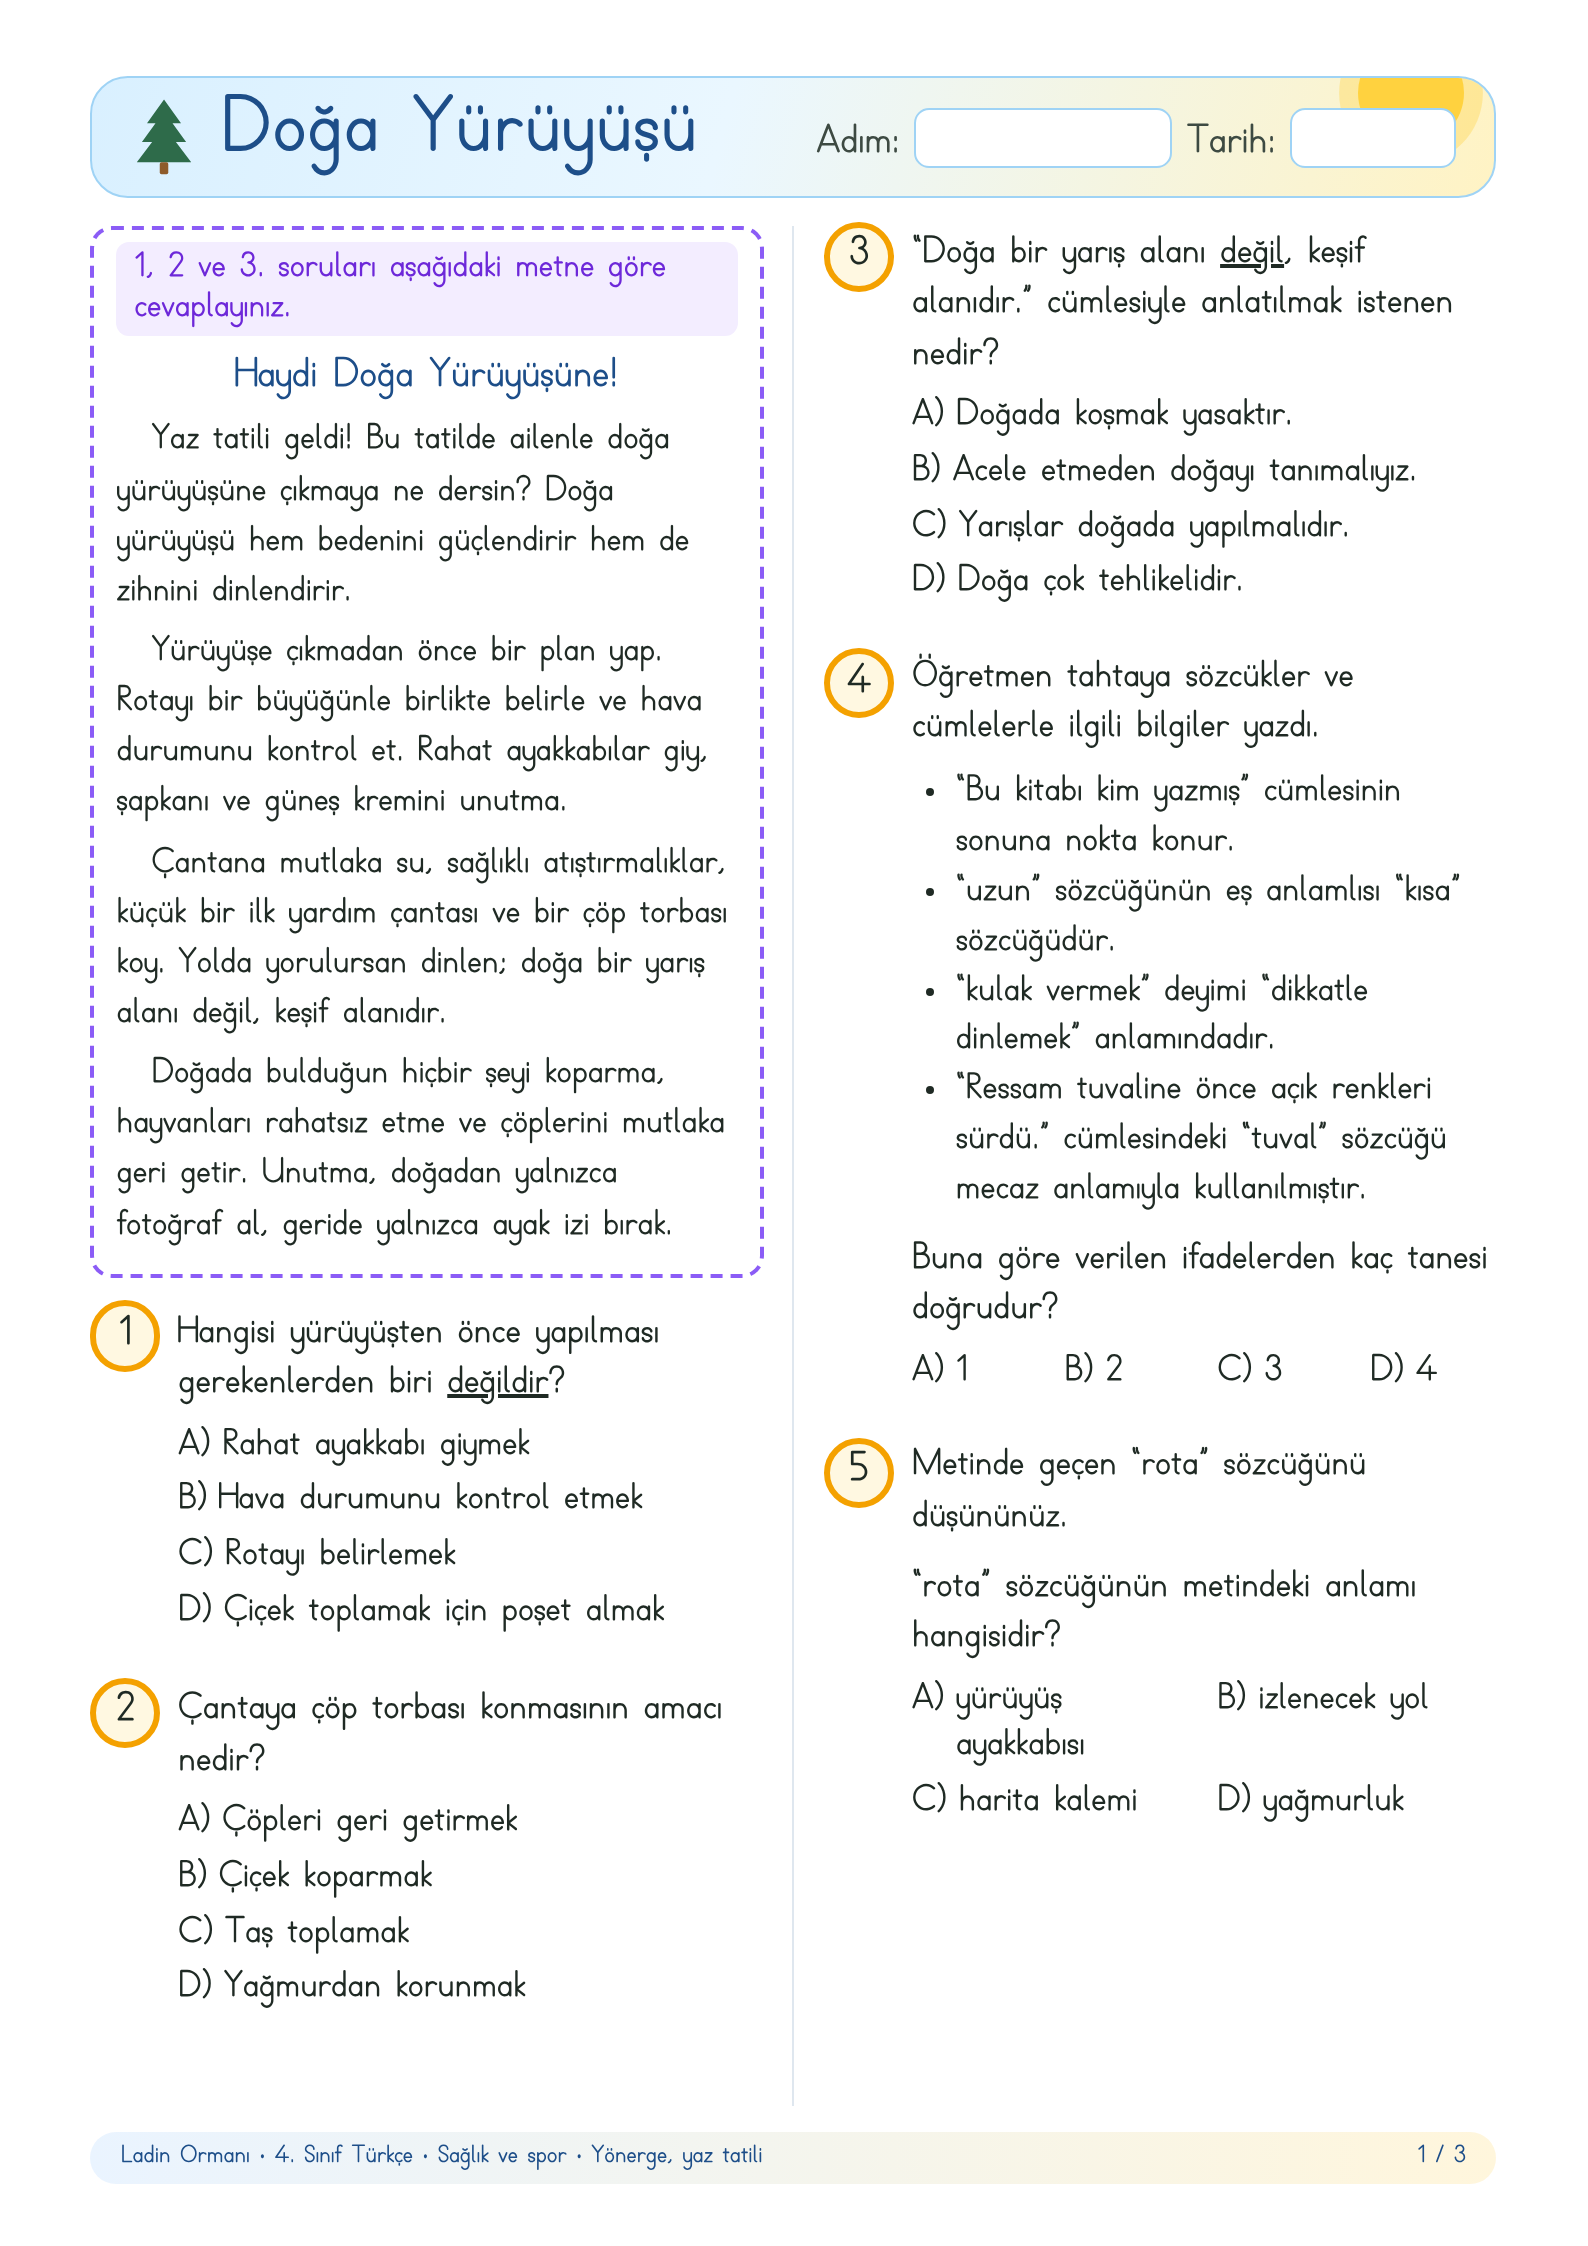 Doğa Yürüyüşü
Adım:
Tarih:
1, 2 ve 3. soruları aşağıdaki metne göre
cevaplayınız.
Haydi Doğa Yürüyüşüne!
Yaz tatili geldi! Bu tatilde ailenle doğa
yürüyüşüne çıkmaya ne dersin? Doğa
yürüyüşü hem bedenini güçlendirir hem de
zihnini dinlendirir.
Yürüyüşe çıkmadan önce bir plan yap.
Rotayı bir büyüğünle birlikte belirle ve hava
durumunu kontrol et. Rahat ayakkabılar giy,
şapkanı ve güneş kremini unutma.
Çantana mutlaka su, sağlıklı atıştırmalıklar,
küçük bir ilk yardım çantası ve bir çöp torbası
koy. Yolda yorulursan dinlen; doğa bir yarış
alanı değil, keşif alanıdır.
Doğada bulduğun hiçbir şeyi koparma,
hayvanları rahatsız etme ve çöplerini mutlaka
geri getir. Unutma, doğadan yalnızca
fotoğraf al, geride yalnızca ayak izi bırak.
1
Hangisi yürüyüşten önce yapılması
gerekenlerden biri değildir?
A) Rahat ayakkabı giymek
B) Hava durumunu kontrol etmek
C) Rotayı belirlemek
D) Çiçek toplamak için poşet almak
2
Çantaya çöp torbası konmasının amacı
nedir?
A) Çöpleri geri getirmek
B) Çiçek koparmak
C) Taş toplamak
D) Yağmurdan korunmak
3
“Doğa bir yarış alanı değil, keşif
alanıdır.” cümlesiyle anlatılmak istenen
nedir?
A) Doğada koşmak yasaktır.
B) Acele etmeden doğayı tanımalıyız.
C) Yarışlar doğada yapılmalıdır.
D) Doğa çok tehlikelidir.
4
Öğretmen tahtaya sözcükler ve
cümlelerle ilgili bilgiler yazdı.
• “Bu kitabı kim yazmış” cümlesinin
sonuna nokta konur.
• “uzun” sözcüğünün eş anlamlısı “kısa”
sözcüğüdür.
• “kulak vermek” deyimi “dikkatle
dinlemek” anlamındadır.
• “Ressam tuvaline önce açık renkleri
sürdü.” cümlesindeki “tuval” sözcüğü
mecaz anlamıyla kullanılmıştır.
Buna göre verilen ifadelerden kaç tanesi
doğrudur?
A) 1 B) 2 C) 3 D) 4
5
Metinde geçen “rota” sözcüğünü
düşününüz.
“rota” sözcüğünün metindeki anlamı
hangisidir?
A) yürüyüş
ayakkabısı
B) izlenecek yol
C) harita kalemi
D) yağmurluk
Ladin Ormanı • 4. Sınıf Türkçe • Sağlık ve spor • Yönerge, yaz tatili
1 / 3